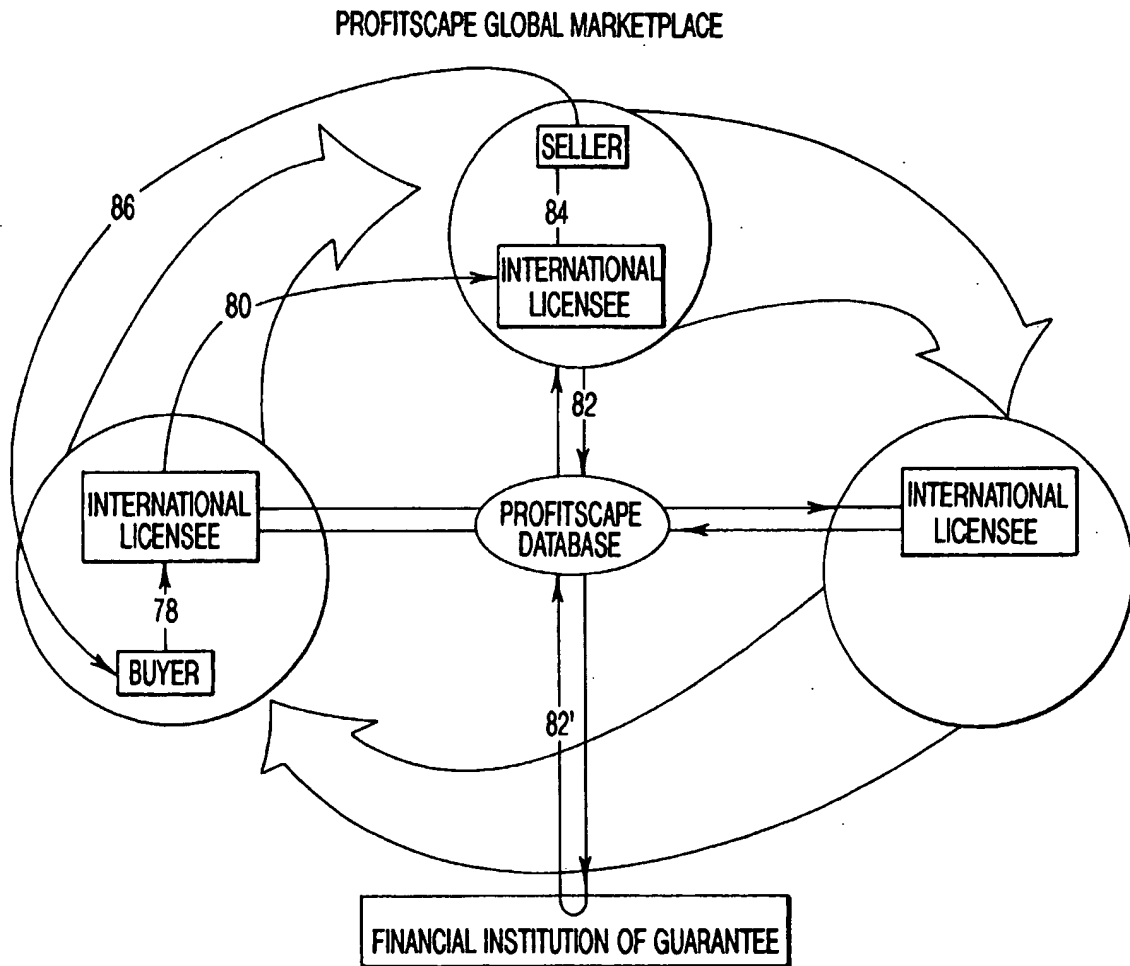 PROFITSCAPE GLOBAL MARKETPLACE
SELLER
86
84
INTERNATIONAL
LICENSEE
80
82
INTERNATIONAL
LICENSEE
PROFITSCAPE
DATABASE
INTERNATIONAL
LICENSEE
78
BUYER
82'
FINANCIAL INSTITUTION OF GUARANTEE